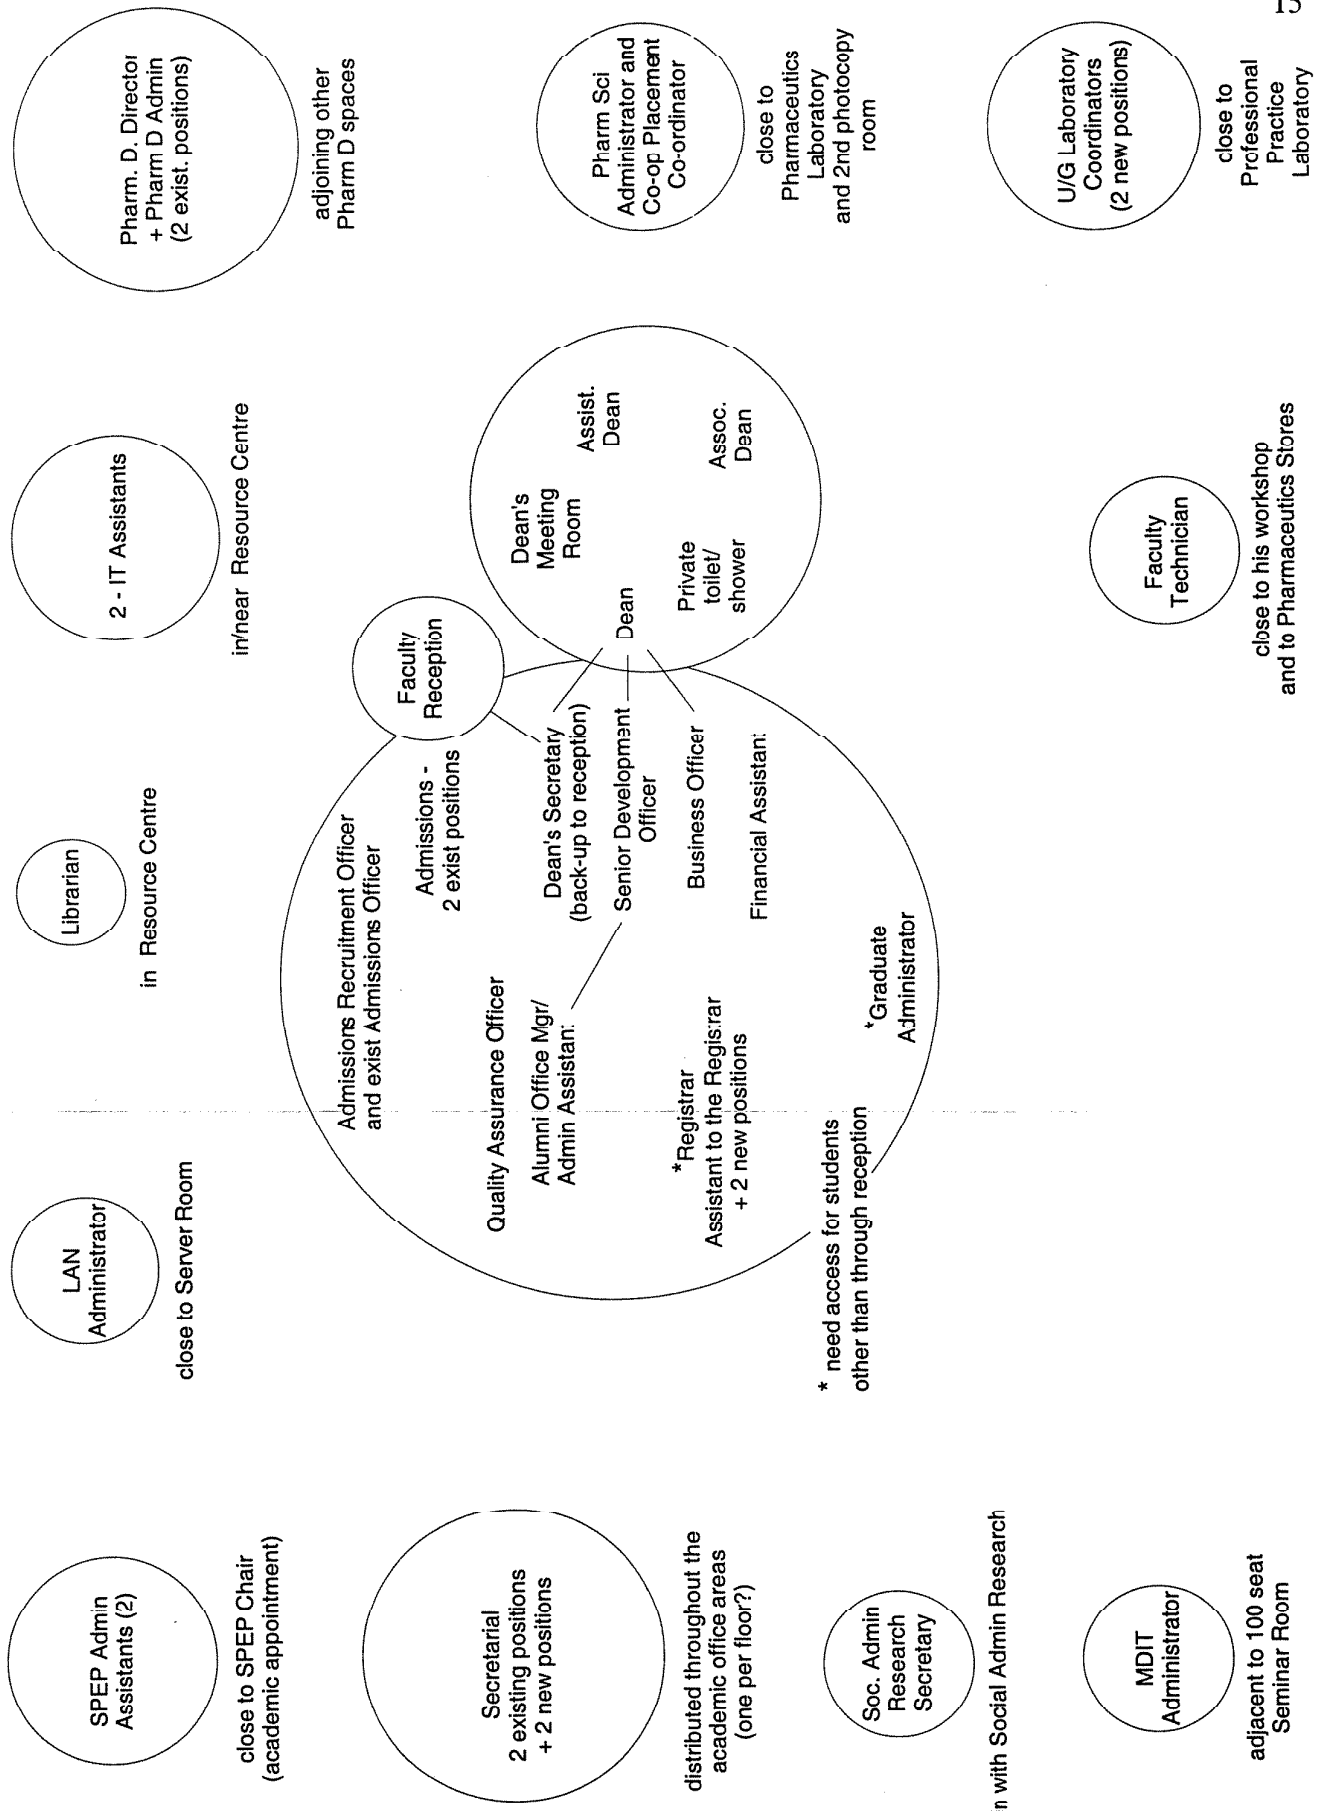 15
SPEP Admin
Assistants (2)
close to SPEP Chair
(academic appointment)
LAN
Administrator
close to Server Room
Librarian
in Resource Centre
2 - IT Assistants
in/near Resource Centre
Pharm. D. Director
+ Pharm D Admin
(2 exist. positions)
adjoining other
Pharm D spaces
Secretarial
2 existing positions
+ 2 new positions
distributed throughout the
academic office areas
(one per floor?)
Admissions Recruitment Officer
and exist Admissions Officer
Faculty
Reception
Admissions -
2 exist positions
Quality Assurance Officer
Alumni Office Mgr/
Admin Assistant
Dean's Secretary
(back-up to reception)
Senior Development
Officer
Business Officer
Financial Assistant
*Registrar
Assistant to the Registrar
+ 2 new positions
*Graduate
Administrator
* need access for students
other than through reception
Dean's
Meeting
Room
Assist.
Dean
Dean
Private
toilet/
shower
Assoc.
Dean
Pharm Sci
Administrator and
Co-op Placement
Co-ordinator
close to
Pharmaceutics
Laboratory
and 2nd photocopy
room
Soc. Admin
Research
Secretary
with Social Admin Research
MDIT
Administrator
adjacent to 100 seat
Seminar Room
Faculty
Technician
close to his workshop
and to Pharmaceutics Stores
U/G Laboratory
Coordinators
(2 new positions)
close to
Professional
Practice
Laboratory